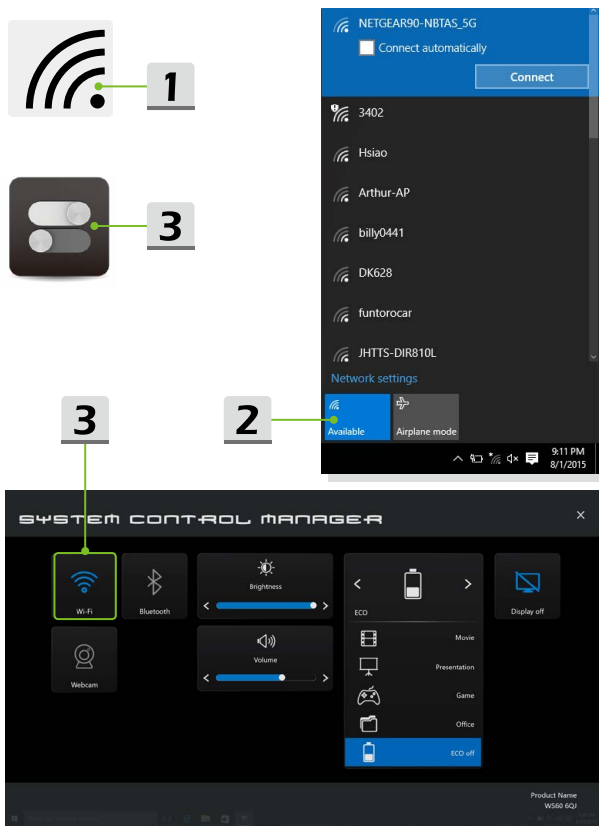 1
3
NETGEAR90-NBTAS_5G
Connect automatically
Connect
3402
Hsiao
Arthur-AP
billy0441
DK628
funtorocar
JHTTS-DIR810L
Network settings
Available
Airplane mode
9:11 PM
8/1/2015
2
3
SYSTEM CONTROL MANAGER
Wi-Fi
Bluetooth
Brightness
ECO
Display off
Webcam
Volume
Movie
Presentation
Game
Office
ECO off
Product Name
WS60 6QJ